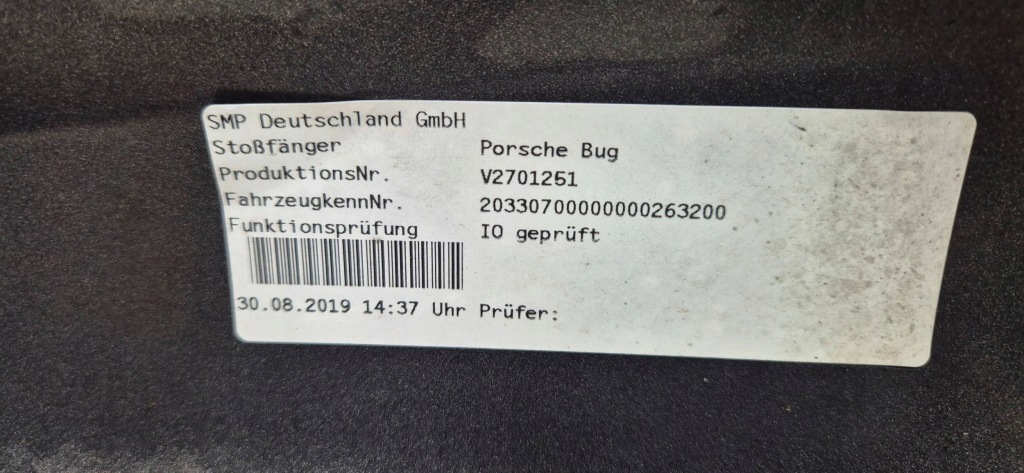 SMP Deutschland GmbH
Stoßfänger Porsche Bug
ProduktionsNr. V2701251
FahrzeugkennNr. 20330700000000263200
Funktionsprüfung IO geprüft
30.08.2019 14:37 Uhr Prüfer: